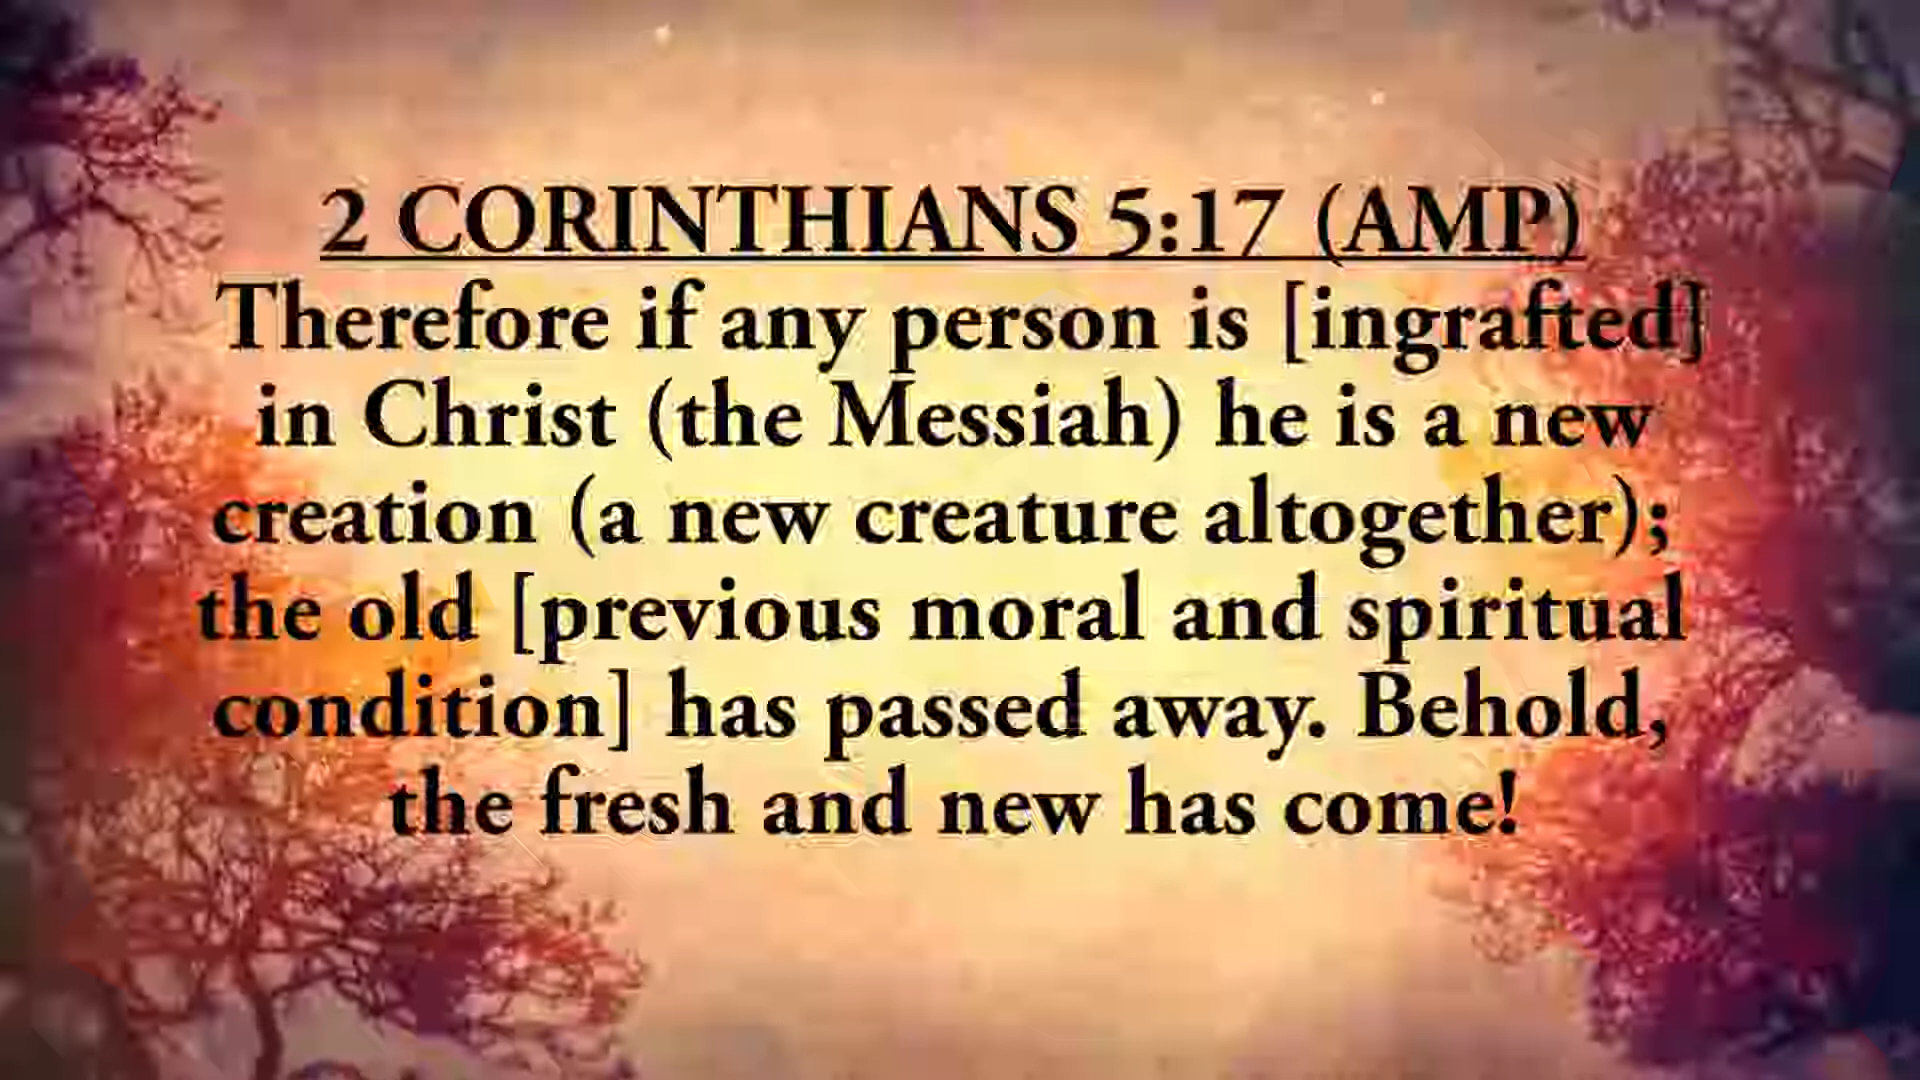 2 CORINTHIANS 5:17 (AMP)
Therefore if any person is [ingrafted]
in Christ (the Messiah) he is a new
creation (a new creature altogether);
the old [previous moral and spiritual
condition] has passed away. Behold,
the fresh and new has come!